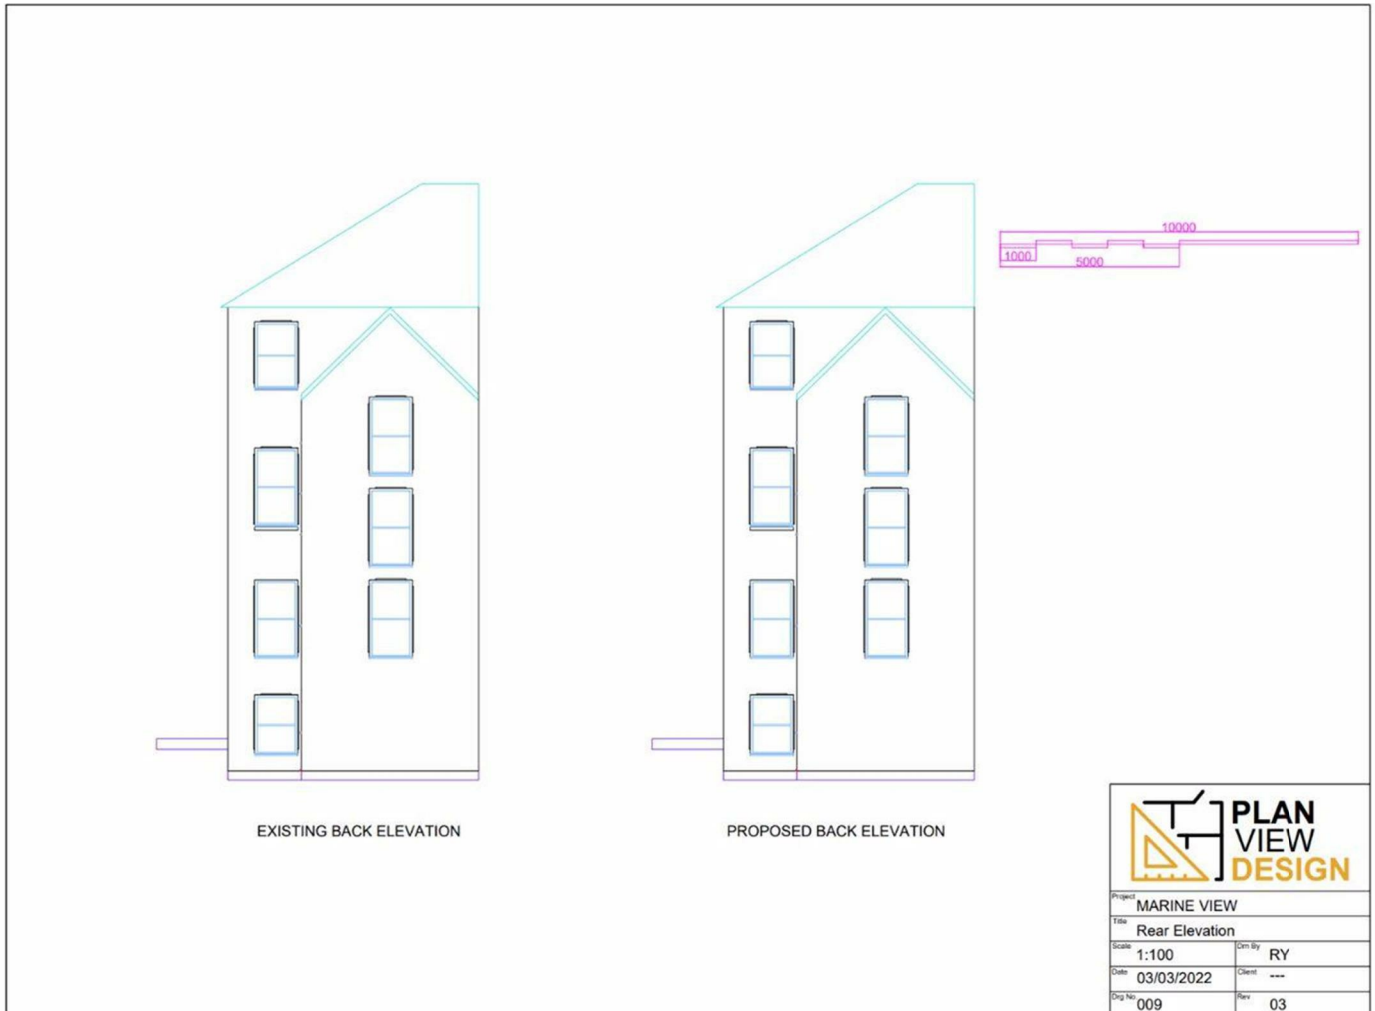 10000
1000
5000
EXISTING BACK ELEVATION
PROPOSED BACK ELEVATION
PLAN
VIEW
DESIGN
Project MARINE VIEW
Title Rear Elevation
Scale 1:100 Drn By RY
Date 03/03/2022 Client ---
Drg No 009 Rev 03